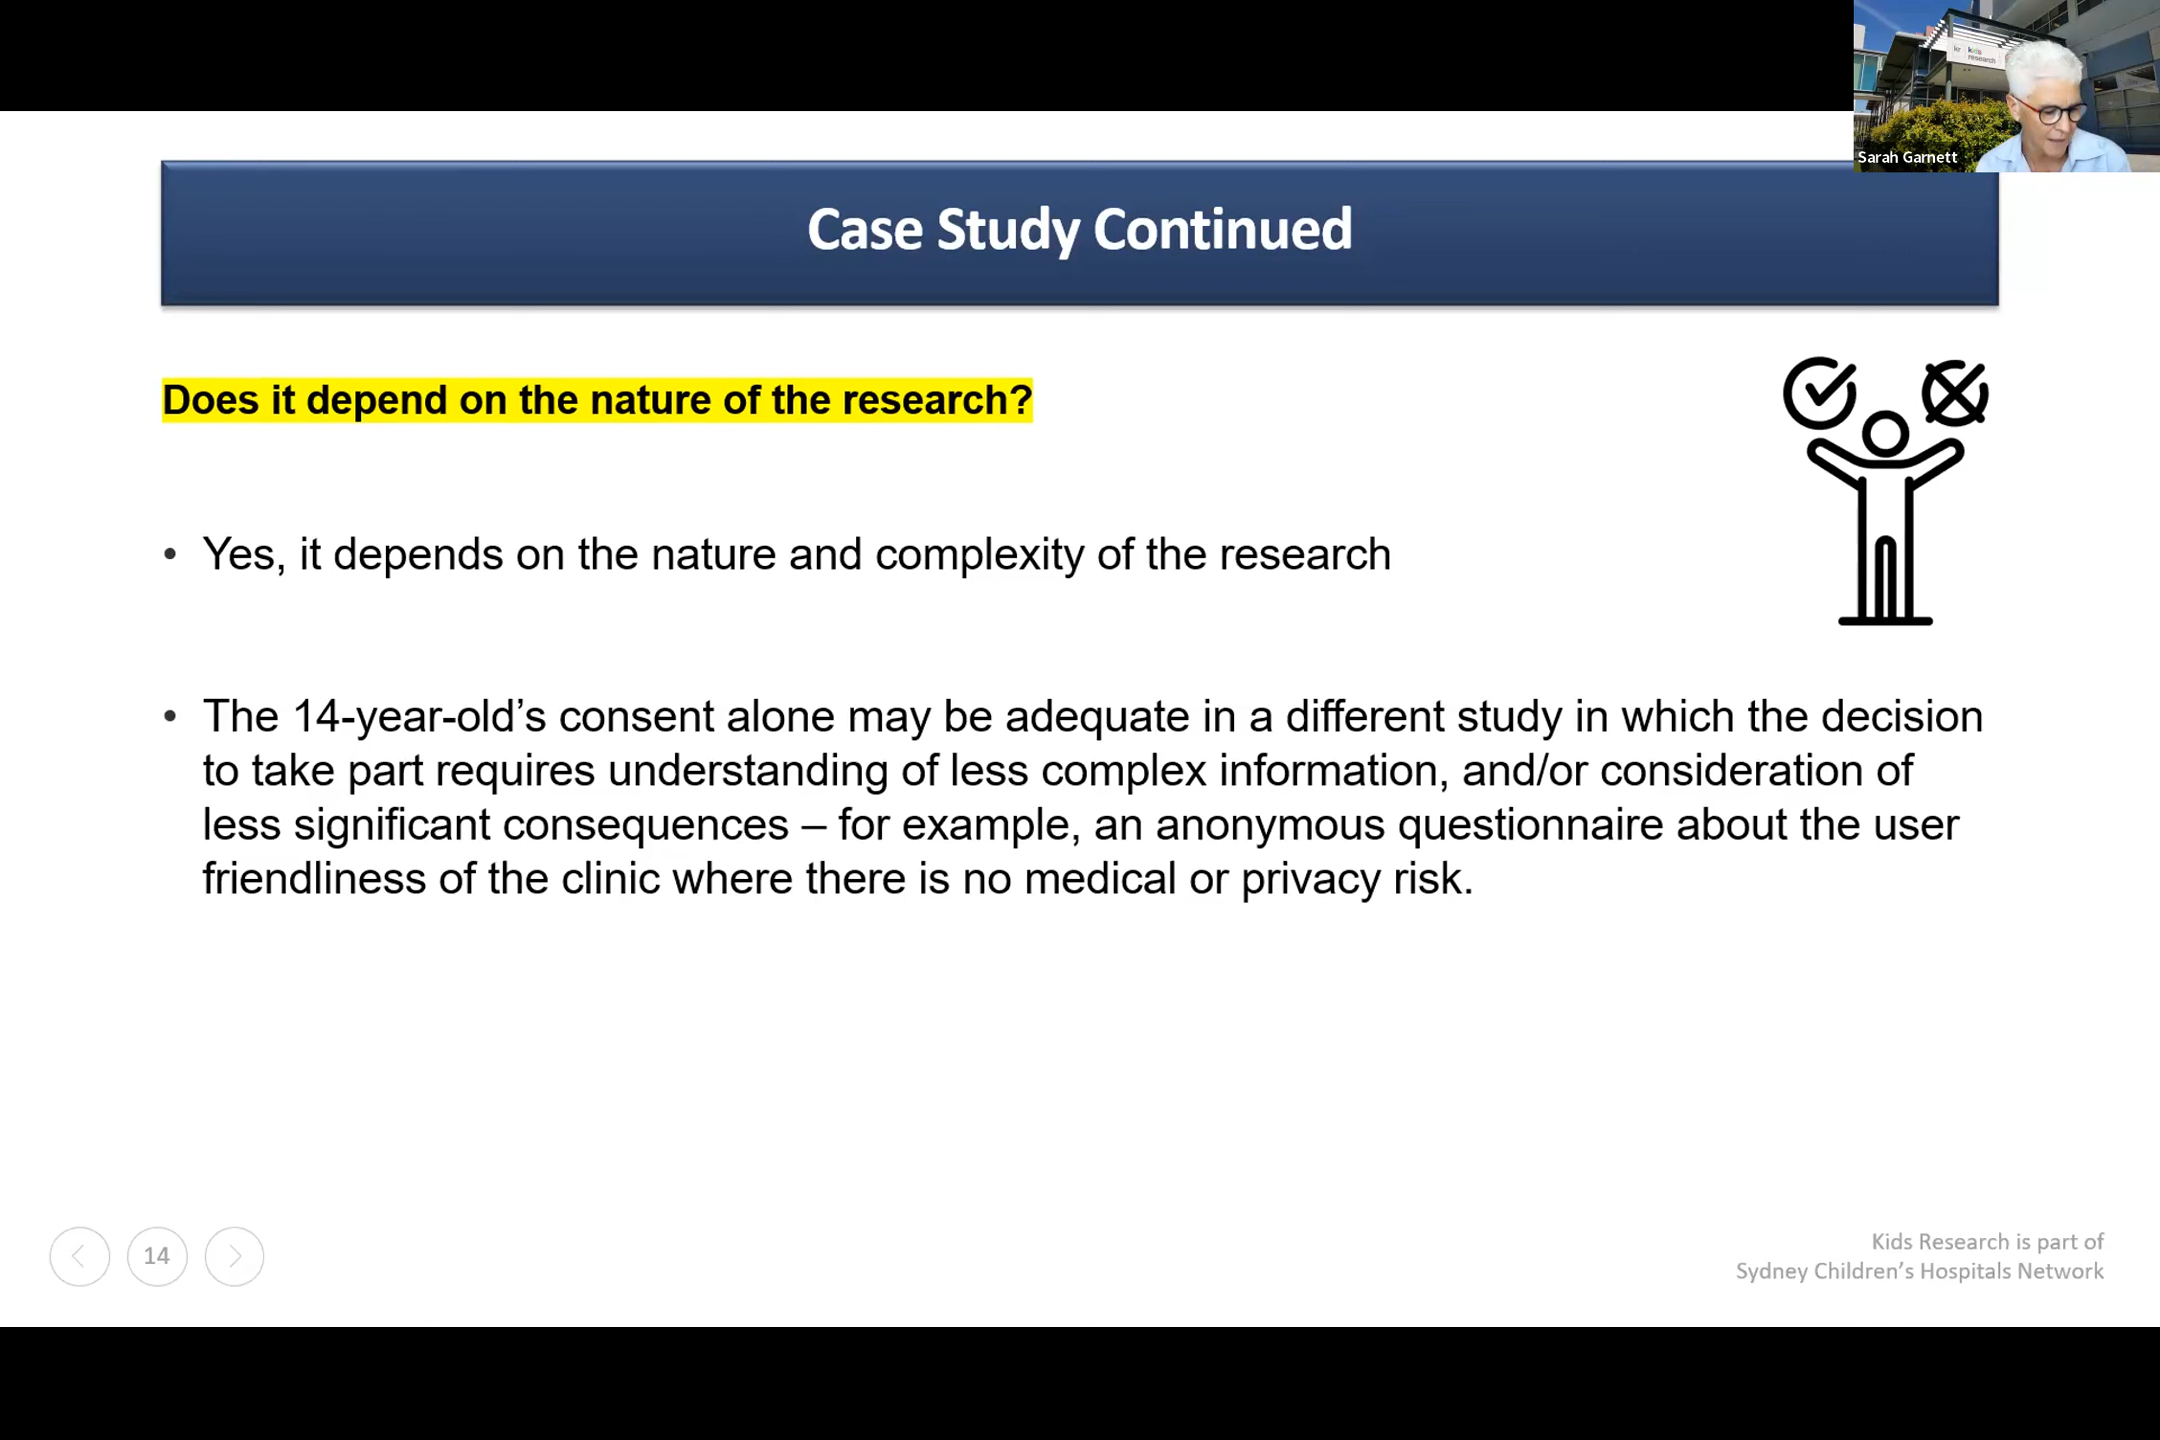 kr kids
research
Sarah Garnett
Case Study Continued
Does it depend on the nature of the research?
• Yes, it depends on the nature and complexity of the research
• The 14-year-old’s consent alone may be adequate in a different study in which the decision
to take part requires understanding of less complex information, and/or consideration of
less significant consequences – for example, an anonymous questionnaire about the user
friendliness of the clinic where there is no medical or privacy risk.
14
Kids Research is part of
Sydney Children’s Hospitals Network